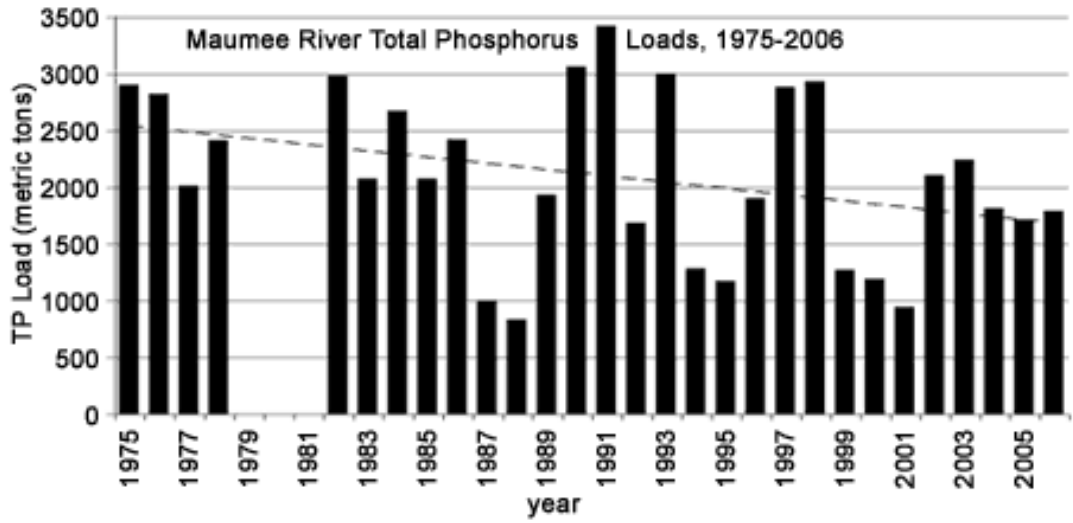 Maumee River Total Phosphorus Loads, 1975-2006
TP Load (metric tons)
3500
3000
2500
2000
1500
1000
500
0
1975 1977 1979 1981 1983 1985 1987 1989 1991 1993 1995 1997 1999 2001 2003 2005
year